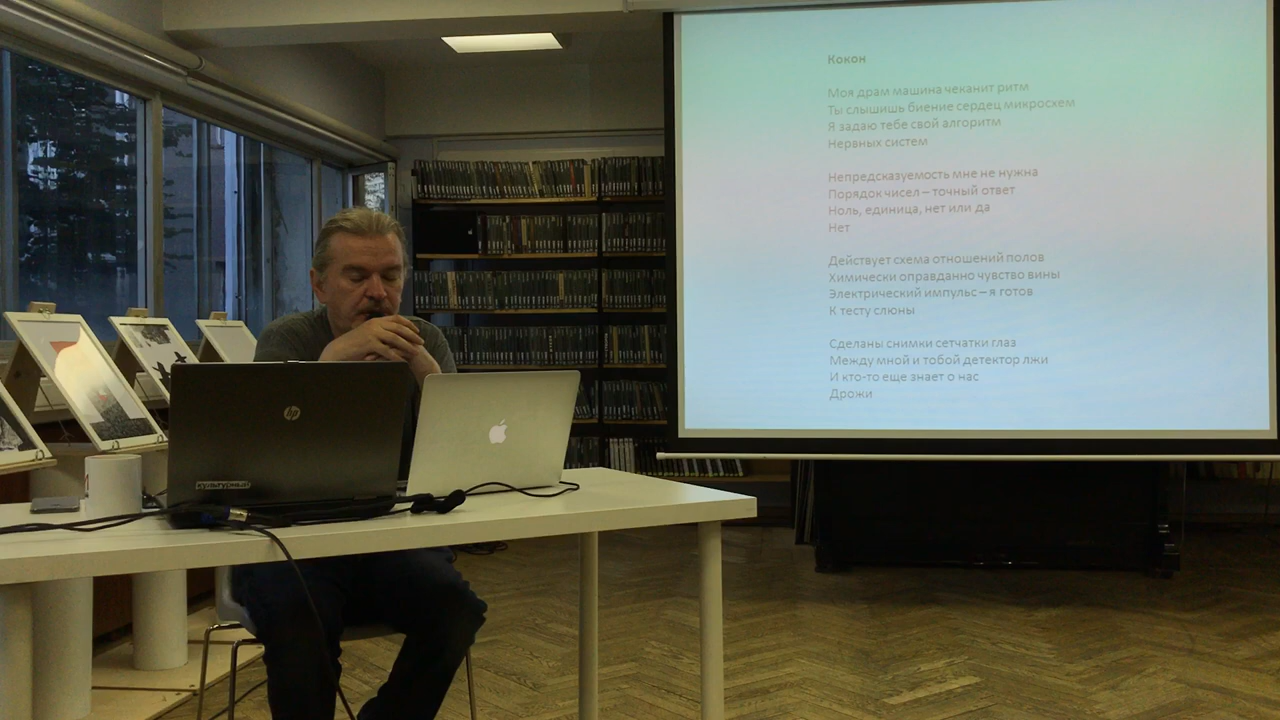 Кокон
Моя драм машина чеканит ритм
Ты слышишь биение сердец микросхем
Я задаю тебе свой алгоритм
Нервных систем
Непредсказуемость мне не нужна
Порядок чисел – точный ответ
Ноль, единица, нет или да
Нет
Действует схема отношений полов
Химически оправданно чувство вины
Электрический импульс – я готов
К тесту слюны
Сделаны снимки сетчатки глаз
Между мной и тобой детектор лжи
И кто-то еще знает о нас
Дрожи
hp
культурный